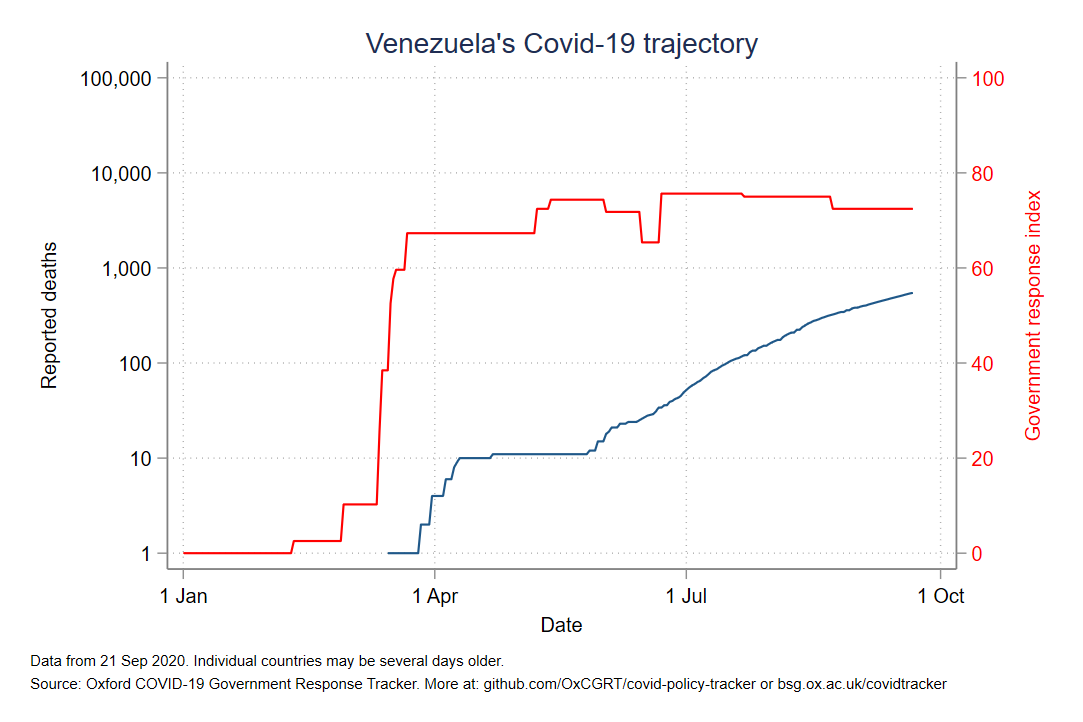 Venezuela's Covid-19 trajectory
100,000
10,000
1,000
100
10
1
Reported deaths
100
80
60
40
20
0
Government response index
1 Jan
1 Apr
1 Jul
1 Oct
Date
Data from 21 Sep 2020. Individual countries may be several days older.
Source: Oxford COVID-19 Government Response Tracker. More at: github.com/OxCGRT/covid-policy-tracker or bsg.ox.ac.uk/covidtracker